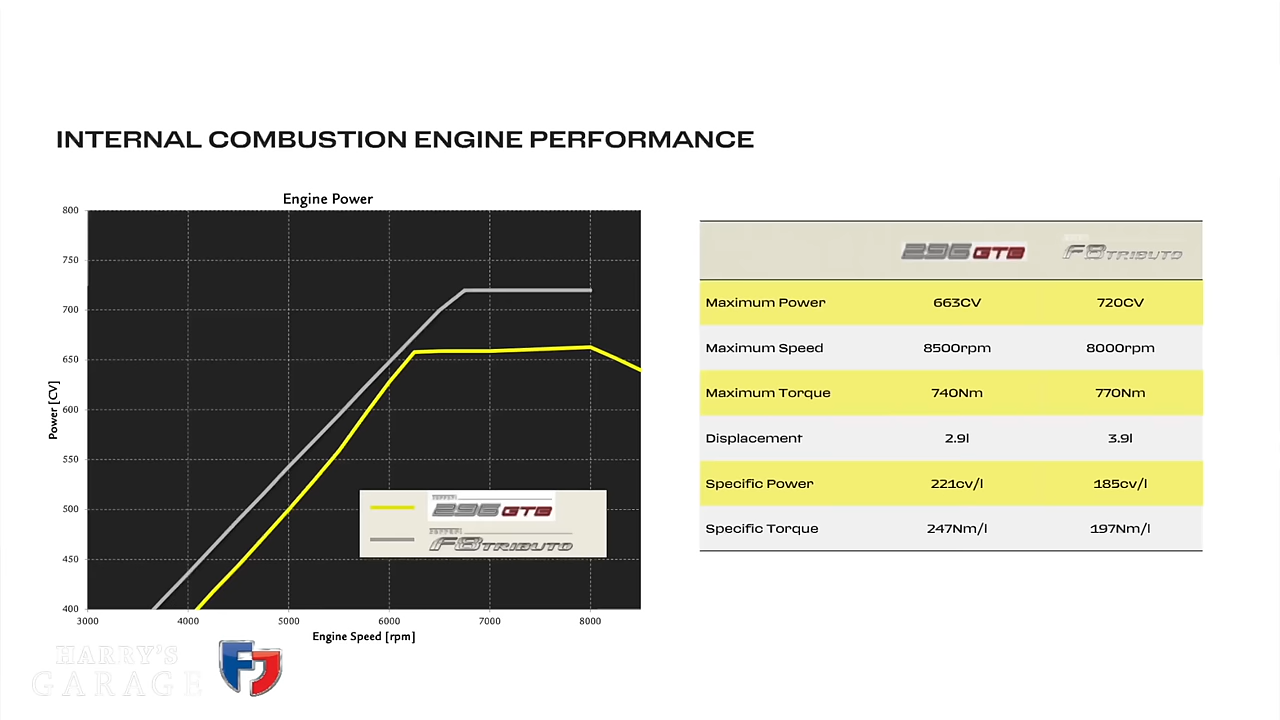 INTERNAL COMBUSTION ENGINE PERFORMANCE
Engine Power
800
750
700
650
600
550
500
450
400
Power [CV]
3000 4000 5000 6000 7000 8000
Engine Speed [rpm]
296 GTB
F8 TRIBUTO
296 GTB F8 TRIBUTO
Maximum Power 663CV 720CV
Maximum Speed 8500rpm 8000rpm
Maximum Torque 740Nm 770Nm
Displacement 2.9l 3.9l
Specific Power 221cv/l 185cv/l
Specific Torque 247Nm/l 197Nm/l
HARRY'S
GARAGE